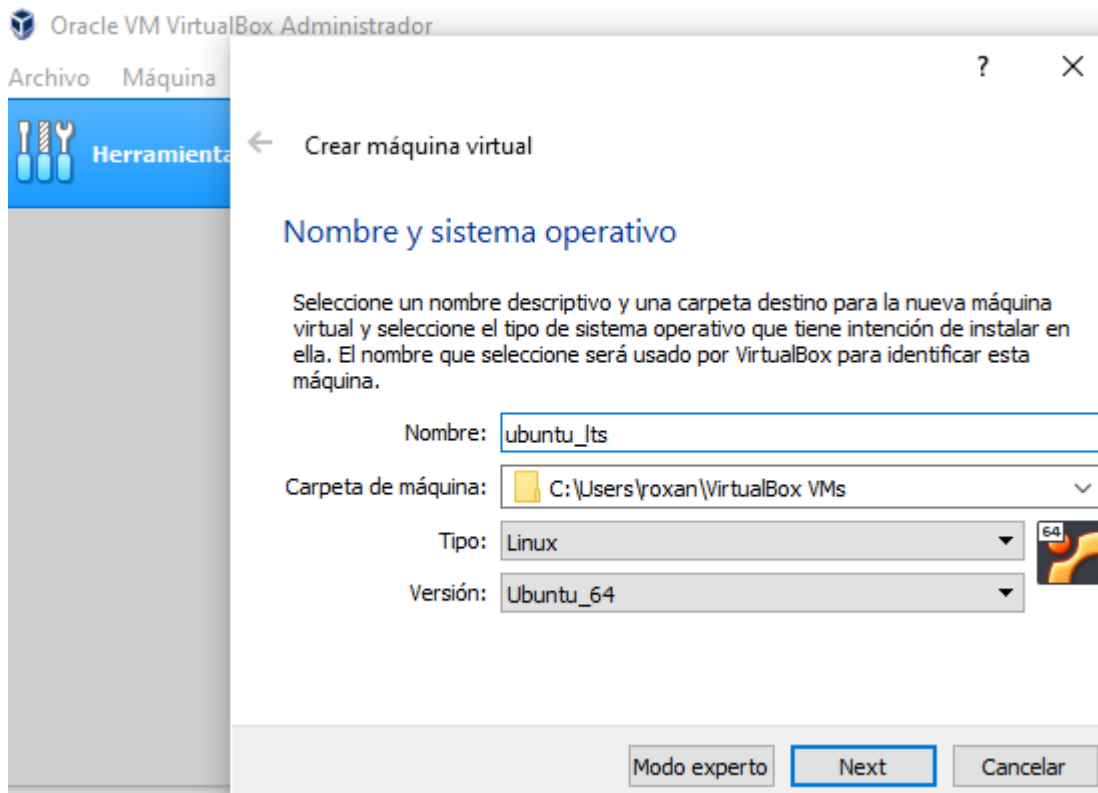 Oracle VM VirtualBox Administrador
Archivo Máquina
?
Herramienta
Crear máquina virtual
Nombre y sistema operativo
Seleccione un nombre descriptivo y una carpeta destino para la nueva máquina
virtual y seleccione el tipo de sistema operativo que tiene intención de instalar en
ella. El nombre que seleccione será usado por VirtualBox para identificar esta
máquina.
Nombre: ubuntu_lts
Carpeta de máquina: C:\Users\roxan\VirtualBox VMs
Tipo: Linux
64
Versión: Ubuntu_64
Modo experto Next Cancelar